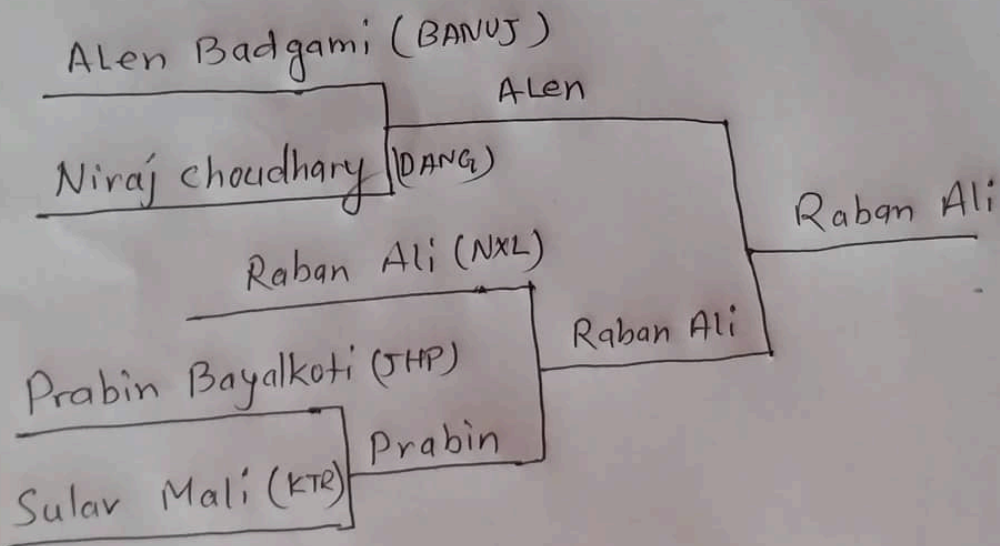 Alen Badgami (BANUJ)
Alen
Niraj choudhary (DANG)
Raban Ali
Raban Ali (NXL)
Raban Ali
Prabin Bayalkoti (JHP)
Prabin
Sulav Mali (KTR)